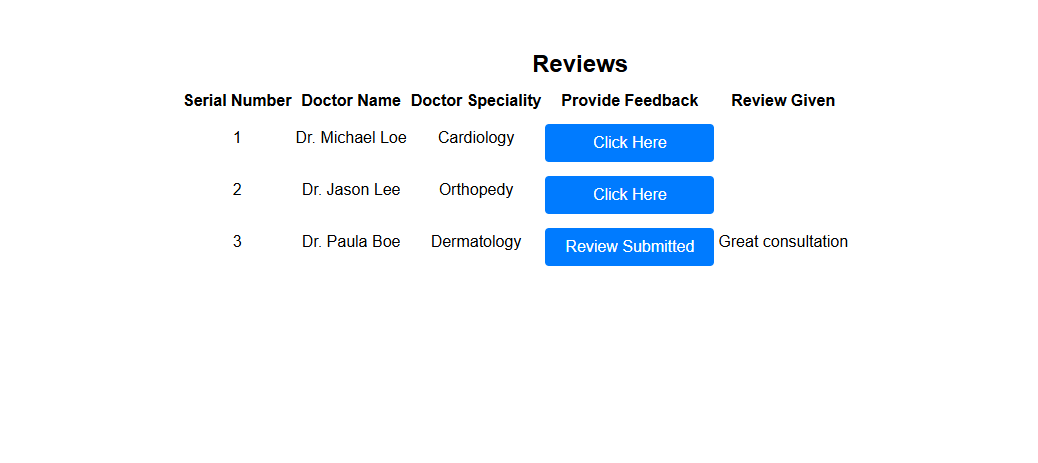 Reviews
Serial Number Doctor Name Doctor Speciality Provide Feedback Review Given
1 Dr. Michael Loe Cardiology Click Here
2 Dr. Jason Lee Orthopedy Click Here
3 Dr. Paula Boe Dermatology Review Submitted Great consultation